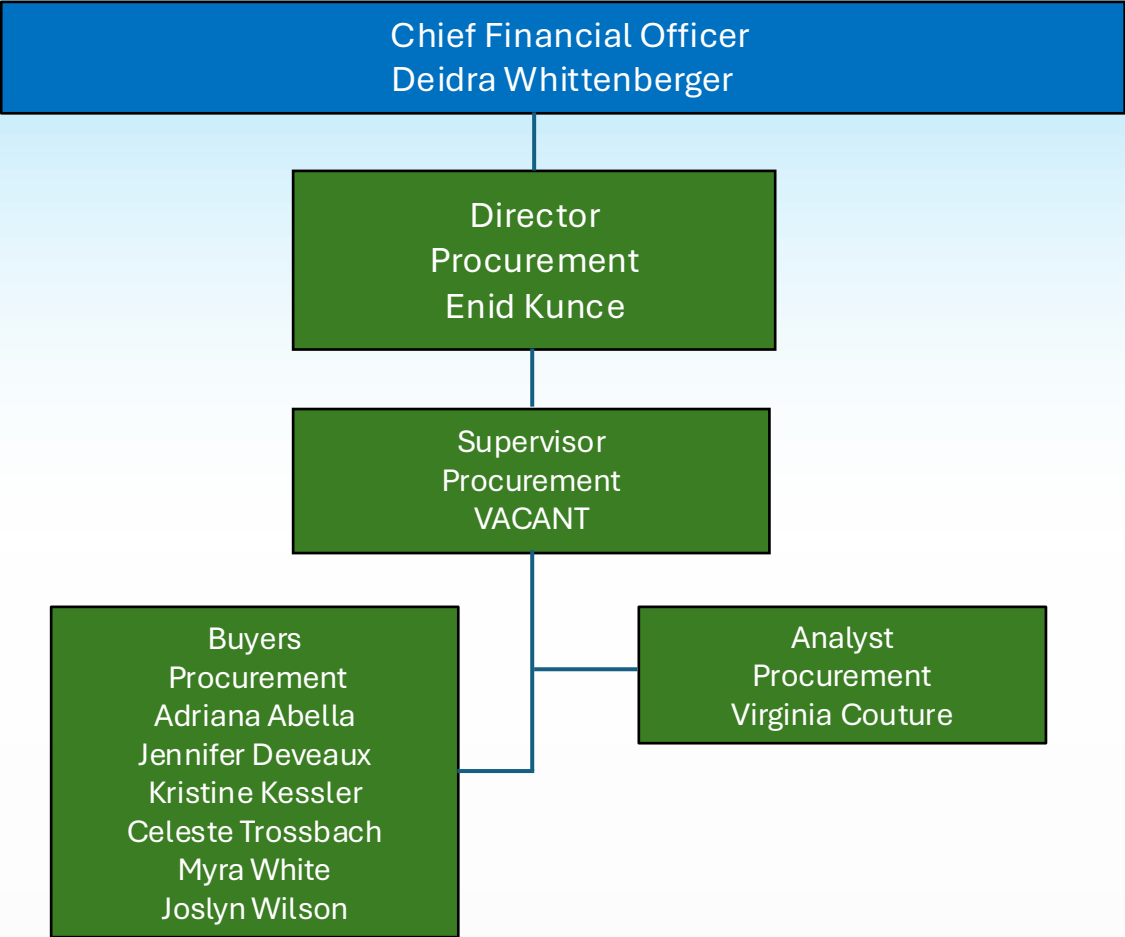 Chief Financial Officer
Deidra Whittenberger
Director
Procurement
Enid Kunce
Supervisor
Procurement
VACANT
Buyers
Procurement
Adriana Abella
Jennifer Deveaux
Kristine Kessler
Celeste Trossbach
Myra White
Joslyn Wilson
Analyst
Procurement
Virginia Couture